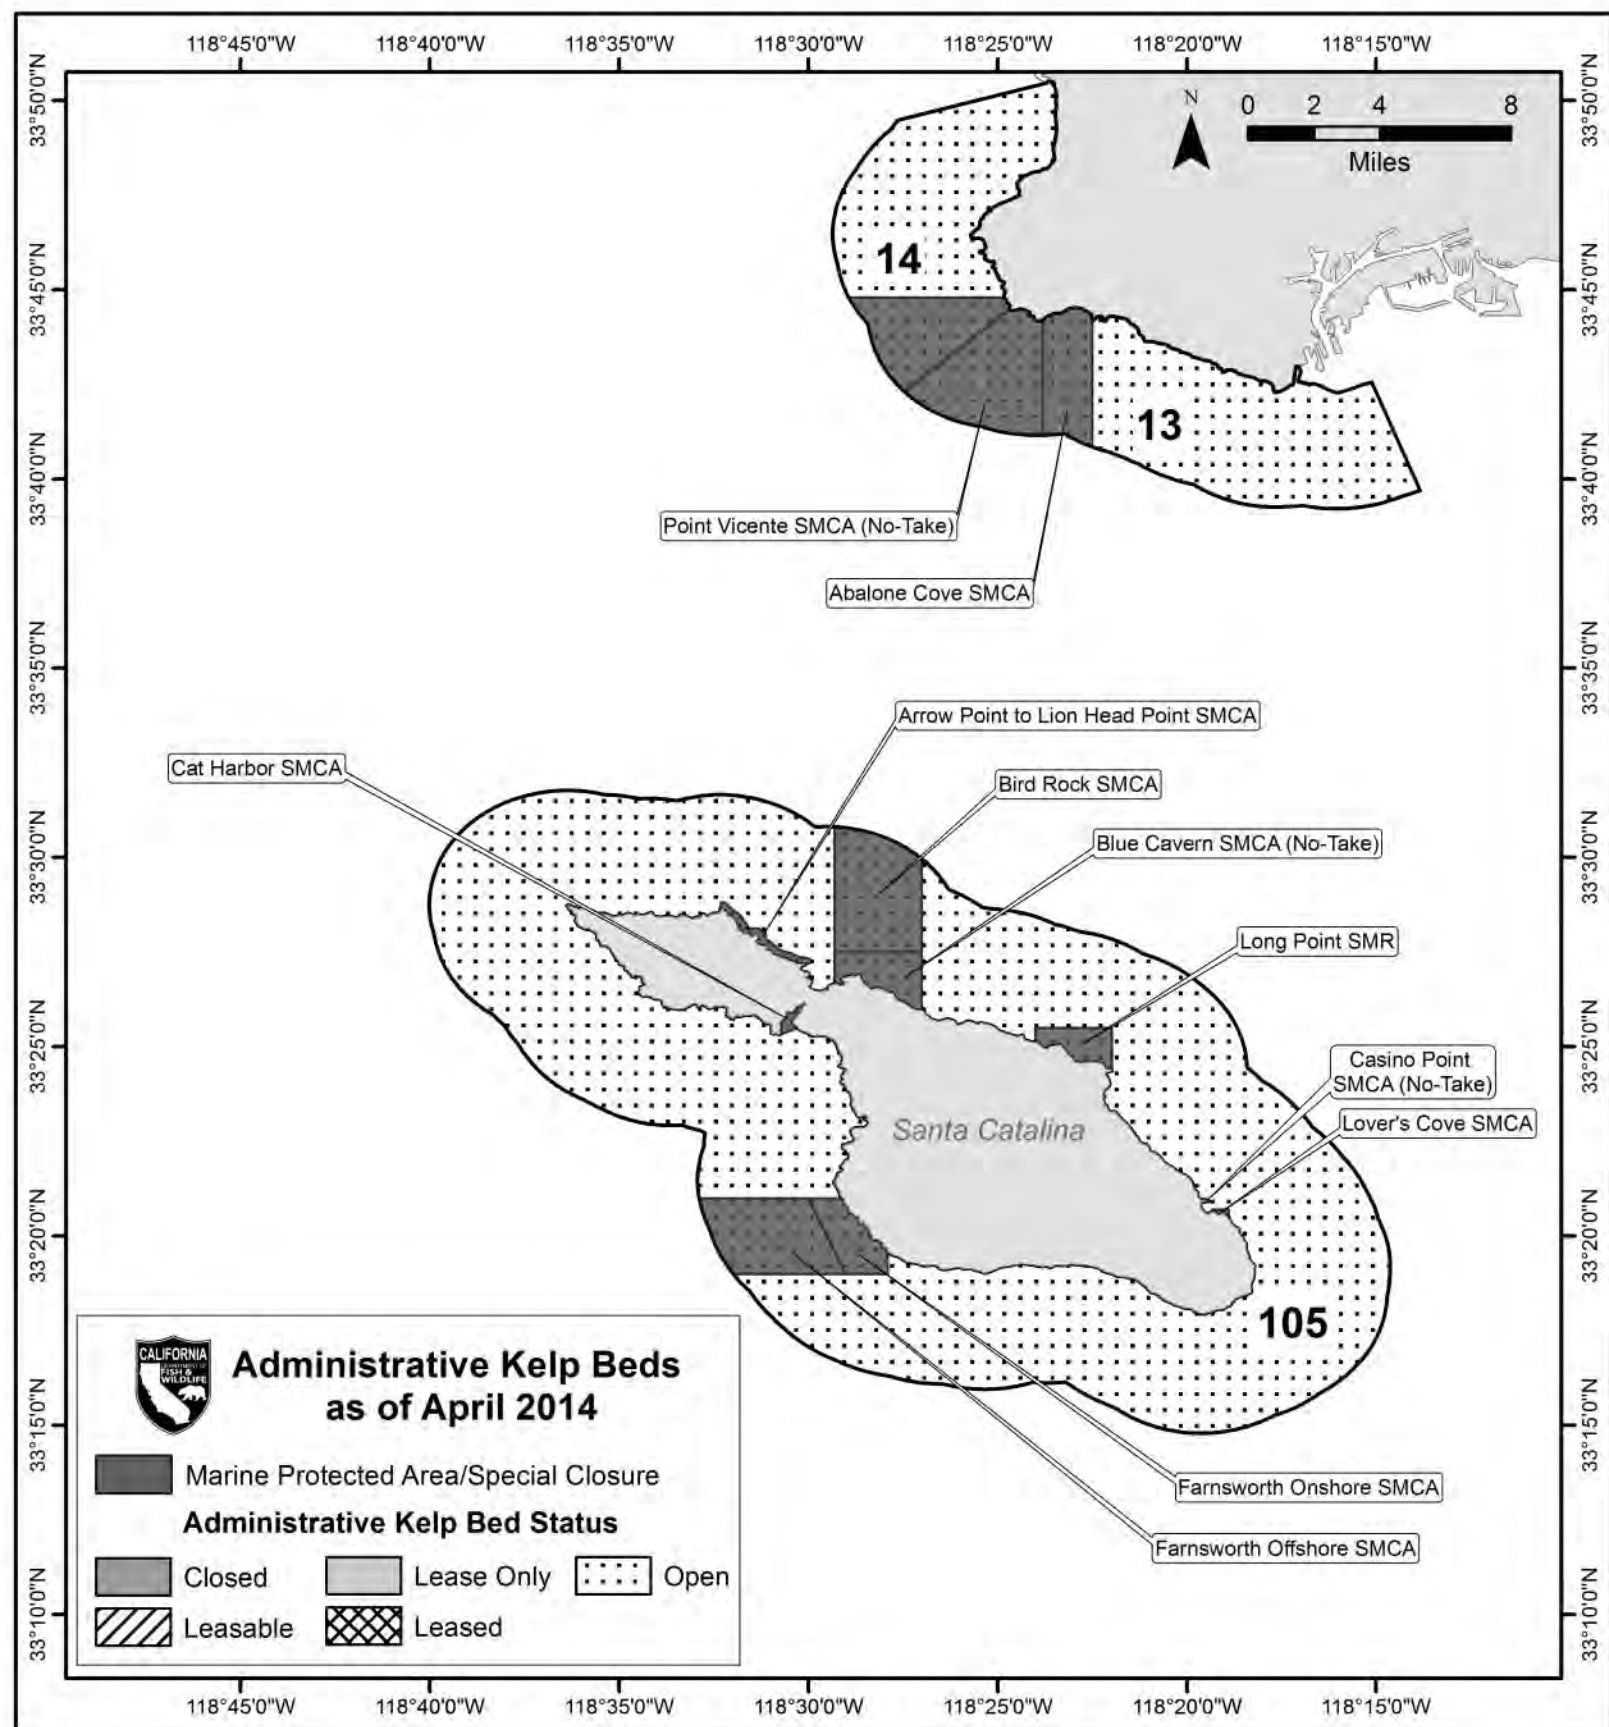 118°45'0"W 118°40'0"W 118°35'0"W 118°30'0"W 118°25'0"W 118°20'0"W 118°15'0"W
33°50'0"N
33°45'0"N
33°40'0"N
33°35'0"N
33°30'0"N
33°25'0"N
33°20'0"N
33°15'0"N
33°10'0"N
N
0 2 4 8
Miles
14
13
Point Vicente SMCA (No-Take)
Abalone Cove SMCA
Arrow Point to Lion Head Point SMCA
Cat Harbor SMCA
Bird Rock SMCA
Blue Cavern SMCA (No-Take)
Long Point SMR
Casino Point
SMCA (No-Take)
Lover's Cove SMCA
Santa Catalina
105
Farnsworth Onshore SMCA
Farnsworth Offshore SMCA
CALIFORNIA
DEPARTMENT OF
FISH &
WILDLIFE
Administrative Kelp Beds
as of April 2014
Marine Protected Area/Special Closure
Administrative Kelp Bed Status
Closed Lease Only Open
Leasable Leased
33°50'0"N
33°45'0"N
33°40'0"N
33°35'0"N
33°30'0"N
33°25'0"N
33°20'0"N
33°15'0"N
33°10'0"N
118°45'0"W 118°40'0"W 118°35'0"W 118°30'0"W 118°25'0"W 118°20'0"W 118°15'0"W